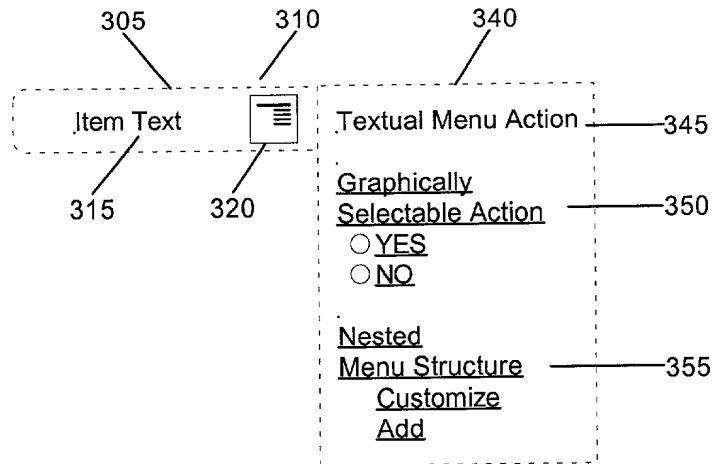 305 310 340
Item Text
Textual Menu Action
345
315 320
Graphically
Selectable Action
350
YES
NO
Nested
Menu Structure
355
Customize
Add